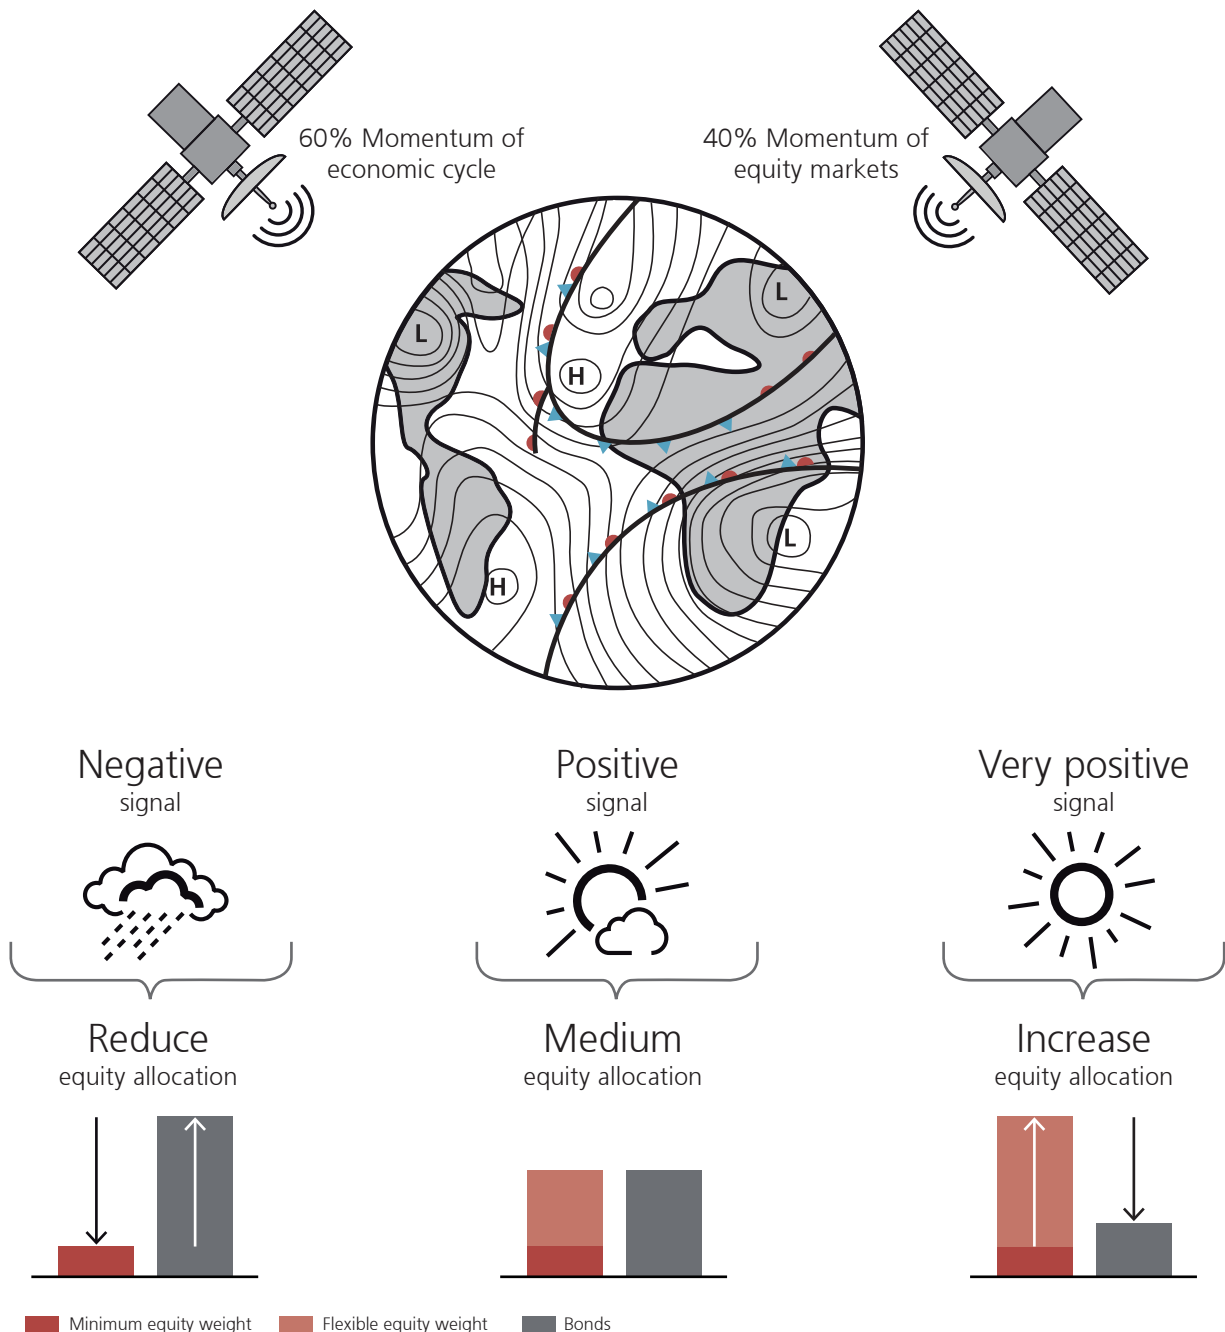 60% Momentum of
economic cycle
40% Momentum of
equity markets
L
L
H
L
H
Negative
signal
Positive
signal
Very positive
signal
Reduce
equity allocation
Medium
equity allocation
Increase
equity allocation
Minimum equity weight
Flexible equity weight
Bonds